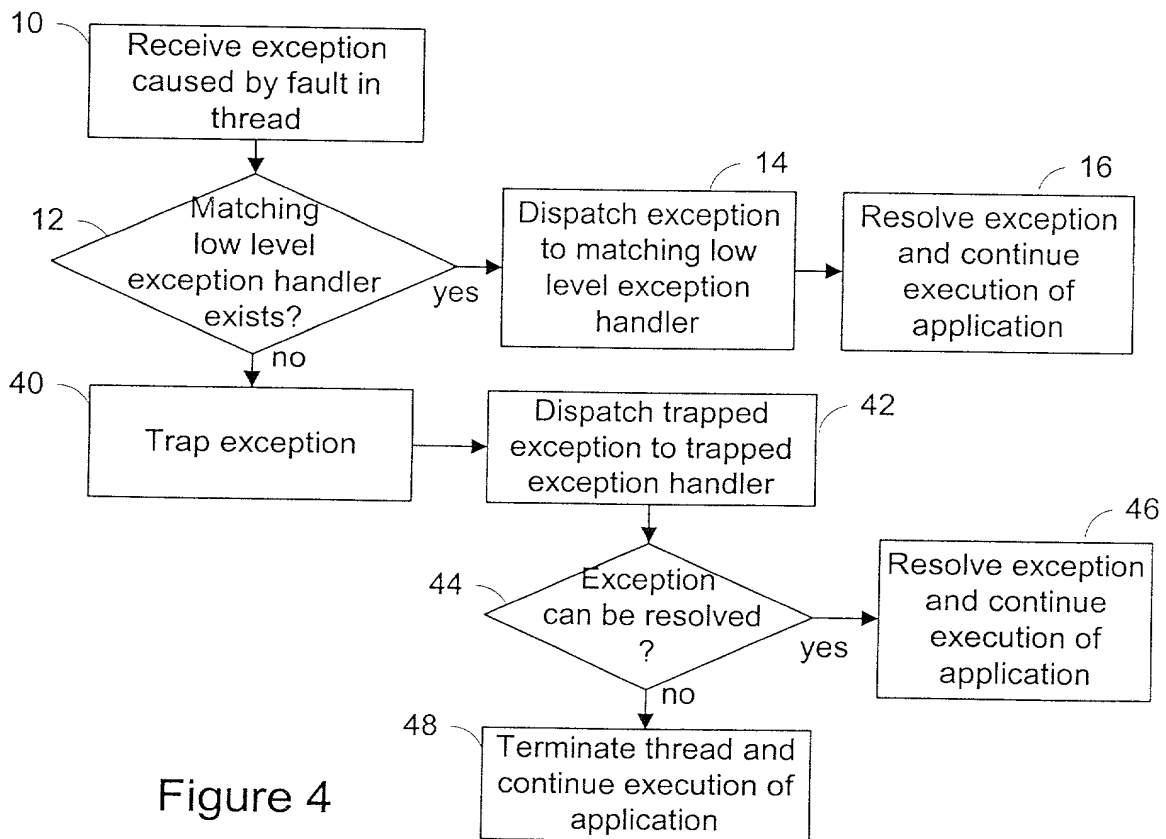 10
Receive exception
caused by fault in
thread
12
Matching
low level
exception handler
exists?
yes
14
Dispatch exception
to matching low
level exception
handler
16
Resolve exception
and continue
execution of
application
no
40
Trap exception
42
Dispatch trapped
exception to trapped
exception handler
44
Exception
can be resolved
?
yes
46
Resolve exception
and continue
execution of
application
no
48
Terminate thread and
continue execution of
application
Figure 4